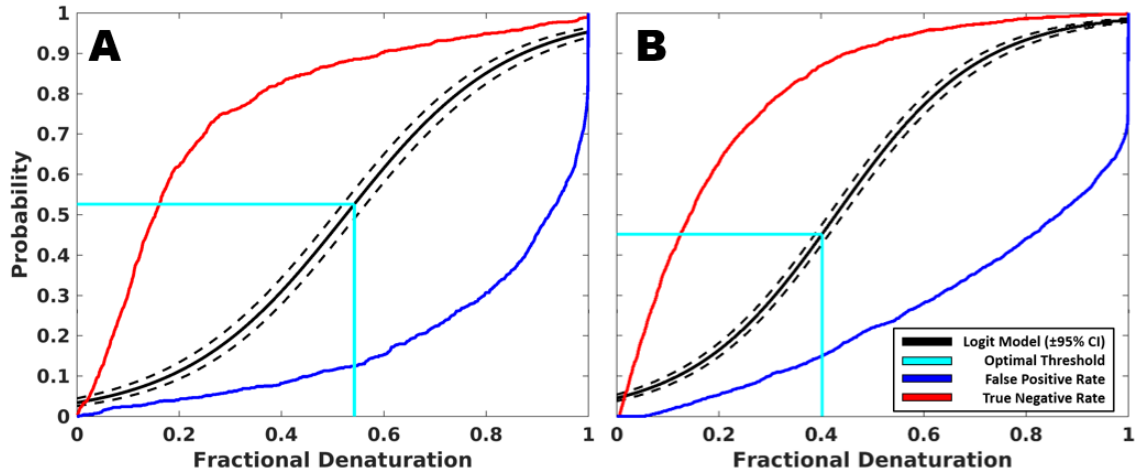 A
B
Probability
1
0.9
0.8
0.7
0.6
0.5
0.4
0.3
0.2
0.1
0
0 0.2 0.4 0.6 0.8 1
0 0.2 0.4 0.6 0.8 1
Fractional Denaturation
Fractional Denaturation
Logit Model (±95% CI)
Optimal Threshold
False Positive Rate
True Negative Rate